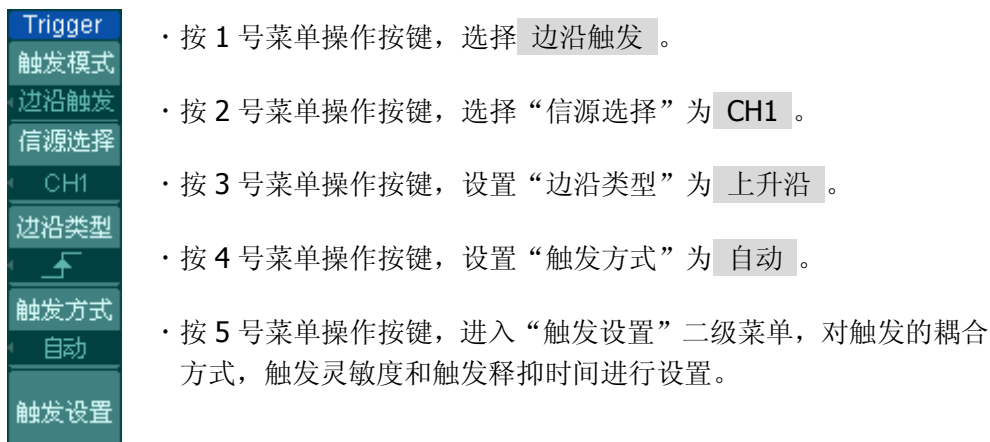 Trigger
触发模式
边沿触发
信源选择
CH1
边沿类型
触发方式
自动
触发设置
·按 1 号菜单操作按键，选择 边沿触发 。
·按 2 号菜单操作按键，选择“信源选择”为 CH1 。
·按 3 号菜单操作按键，设置“边沿类型”为 上升沿 。
·按 4 号菜单操作按键，设置“触发方式”为 自动 。
·按 5 号菜单操作按键，进入“触发设置”二级菜单，对触发的耦合
方式，触发灵敏度和触发释抑时间进行设置。